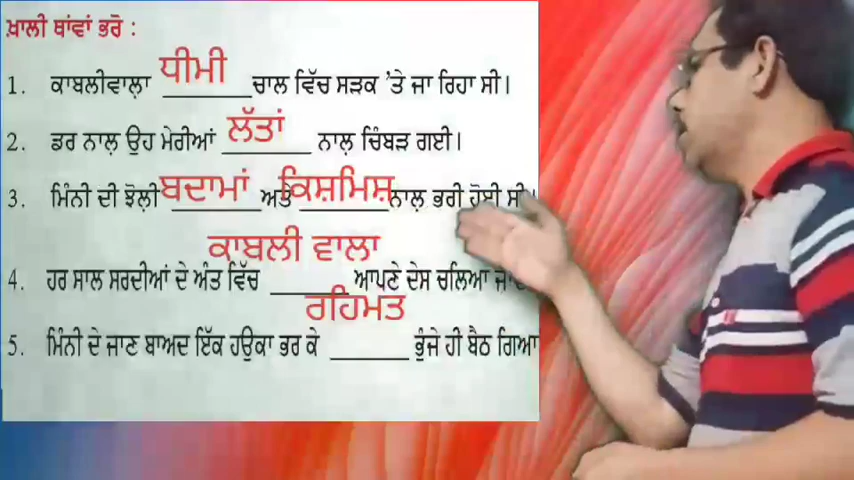 ਖ਼ਾਲੀ ਥਾਂਵਾਂ ਭਰੋ :
1. ਕਾਬਲੀਵਾਲਾ ਧੀਮੀ ਚਾਲ ਵਿੱਚ ਸੜਕ 'ਤੇ ਜਾ ਰਿਹਾ ਸੀ।
2. ਡਰ ਨਾਲ਼ ਉਹ ਮੇਰੀਆਂ ਲੱਤਾਂ ਨਾਲ਼ ਚਿੰਬੜ ਗਈ।
3. ਮਿੰਨੀ ਦੀ ਝੋਲ਼ੀ ਬਦਾਮਾਂ ਅਤੇ ਕਿਸ਼ਮਿਸ਼ ਨਾਲ਼ ਭਰੀ ਹੋਈ ਸੀ।
4. ਹਰ ਸਾਲ ਸਰਦੀਆਂ ਦੇ ਅੰਤ ਵਿੱਚ ਕਾਬਲੀ ਵਾਲਾ ਆਪਣੇ ਦੇਸ ਚਲਿਆ
5. ਮਿੰਨੀ ਦੇ ਜਾਣ ਬਾਅਦ ਇੱਕ ਹਉਕਾ ਭਰ ਕੇ ਰਹਿਮਤ ਭੁੰਜੇ ਹੀ ਬੈਠ ਗਿਆ